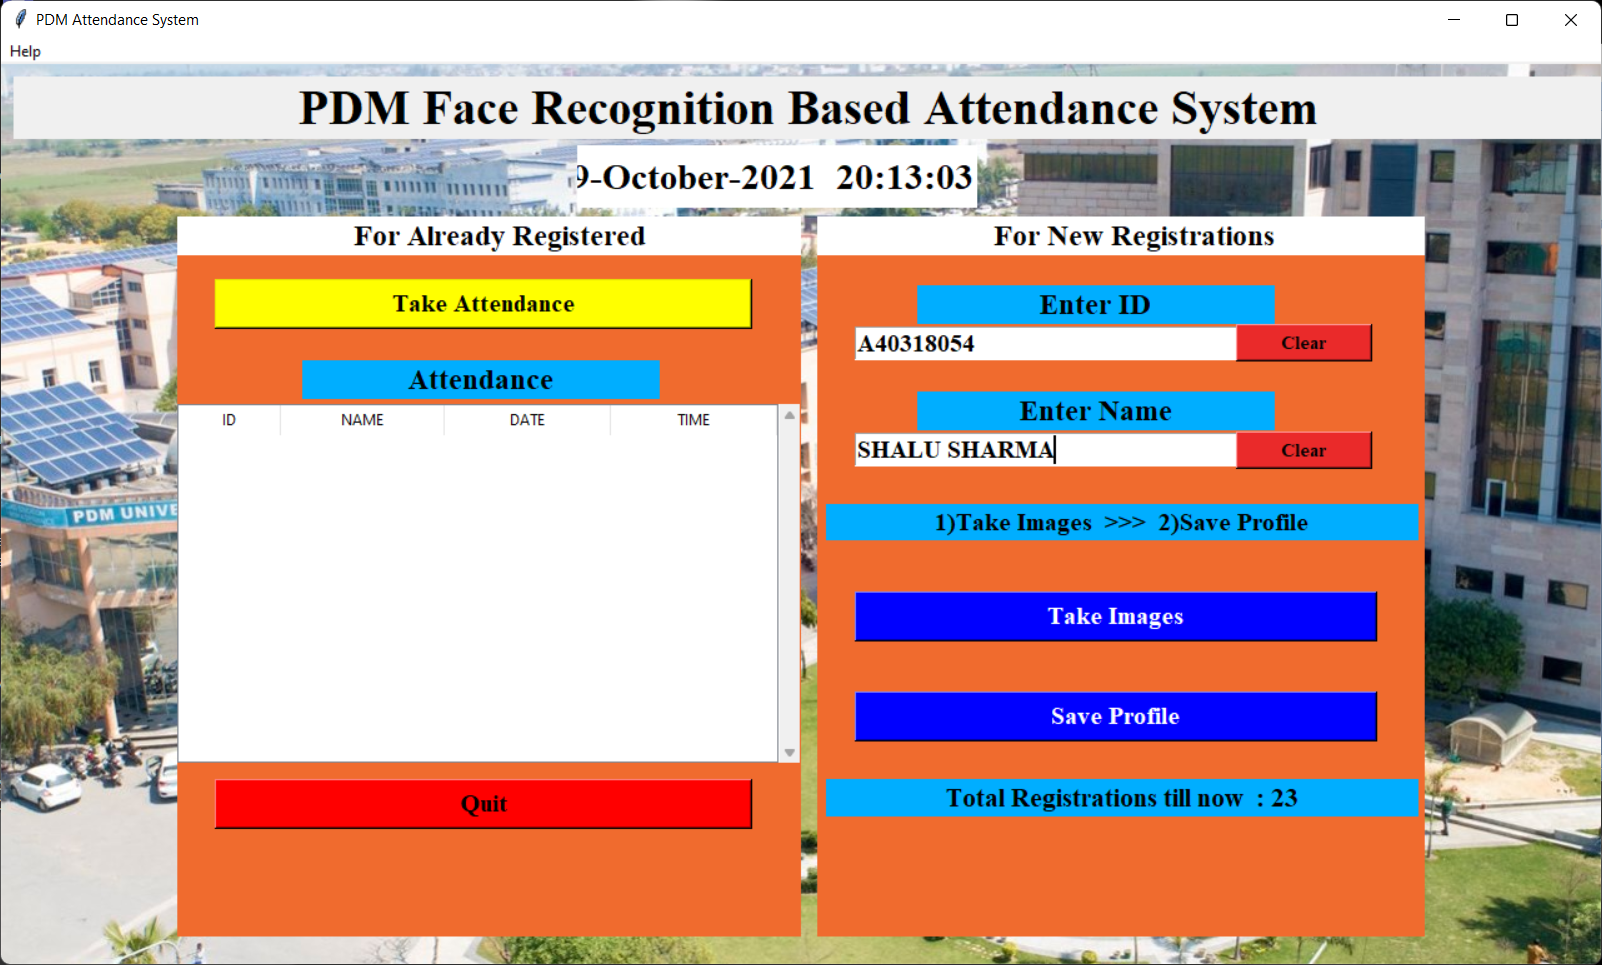 PDM Attendance System
Help
PDM Face Recognition Based Attendance System
9-October-2021 20:13:03
For Already Registered
Take Attendance
Attendance
ID NAME DATE TIME
Quit
For New Registrations
Enter ID
A40318054 Clear
Enter Name
SHALU SHARMA Clear
1)Take Images >>> 2)Save Profile
Take Images
Save Profile
Total Registrations till now : 23
PDM UNIVE